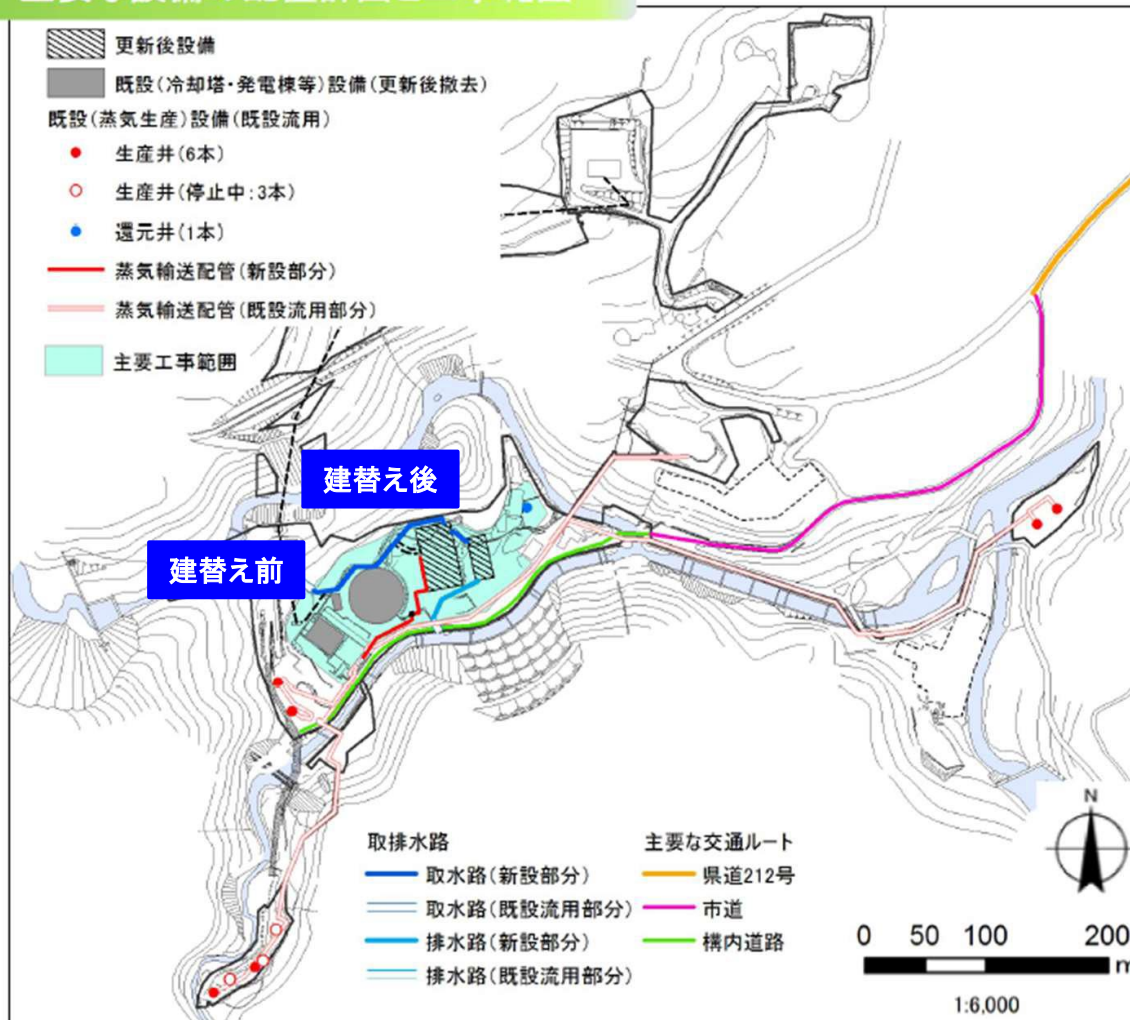 更新後設備
既設(冷却塔・発電棟等)設備(更新後撤去)
既設(蒸気生産)設備(既設流用)
生産井(6本)
生産井(停止中:3本)
還元井(1本)
蒸気輸送配管(新設部分)
蒸気輸送配管(既設流用部分)
主要工事範囲
建替え後
建替え前
取排水路
取水路(新設部分)
取水路(既設流用部分)
排水路(新設部分)
排水路(既設流用部分)
主要な交通ルート
県道212号
市道
構内道路
N
0 50 100 200
m
1:6,000